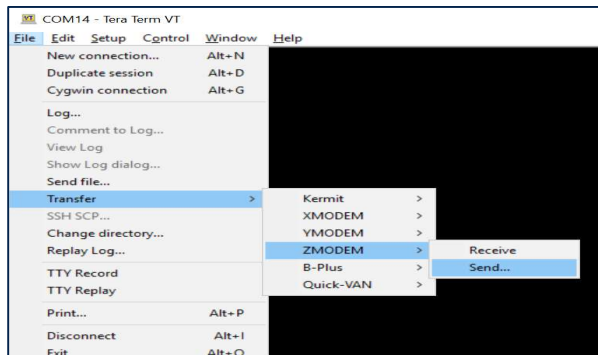 VT COM14 - Tera Term VT
File Edit Setup Control Window Help
New connection... Alt+N
Duplicate session Alt+D
Cygwin connection Alt+G
Log...
Comment to Log...
View Log
Show Log dialog...
Send file...
Transfer >
SSH SCP...
Change directory...
Replay Log...
TTY Record
TTY Replay
Print... Alt+P
Disconnect Alt+I
Exit Alt+Q
Kermit >
XMODEM >
YMODEM >
ZMODEM >
B-Plus >
Quick-VAN >
Receive
Send...